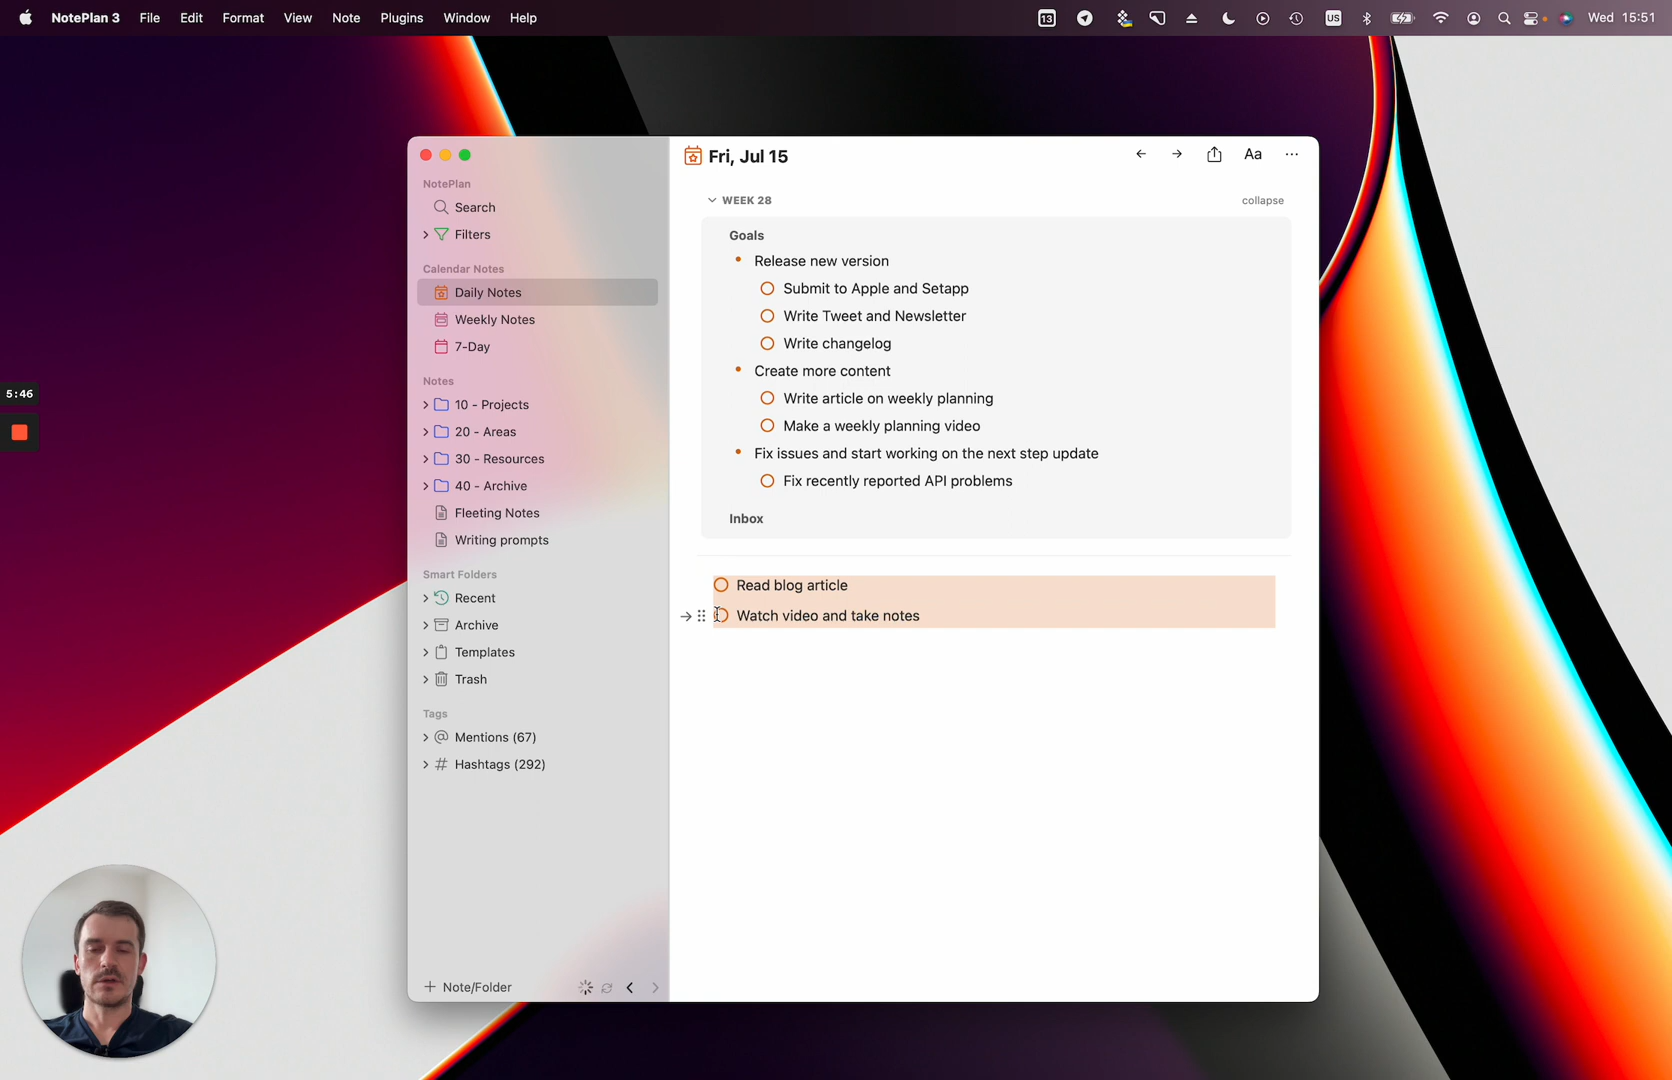 NotePlan 3 File Edit Format View Note Plugins Window Help 13 US Wed 15:51
5:46
NotePlan
Search
Filters
Calendar Notes
Daily Notes
Weekly Notes
7-Day
Notes
10 - Projects
20 - Areas
30 - Resources
40 - Archive
Fleeting Notes
Writing prompts
Smart Folders
Recent
Archive
Templates
Trash
Tags
@ Mentions (67)
# Hashtags (292)
+ Note/Folder
Fri, Jul 15
Aa
WEEK 28 collapse
Goals
Release new version
Submit to Apple and Setapp
Write Tweet and Newsletter
Write changelog
Create more content
Write article on weekly planning
Make a weekly planning video
Fix issues and start working on the next step update
Fix recently reported API problems
Inbox
Read blog article
Watch video and take notes